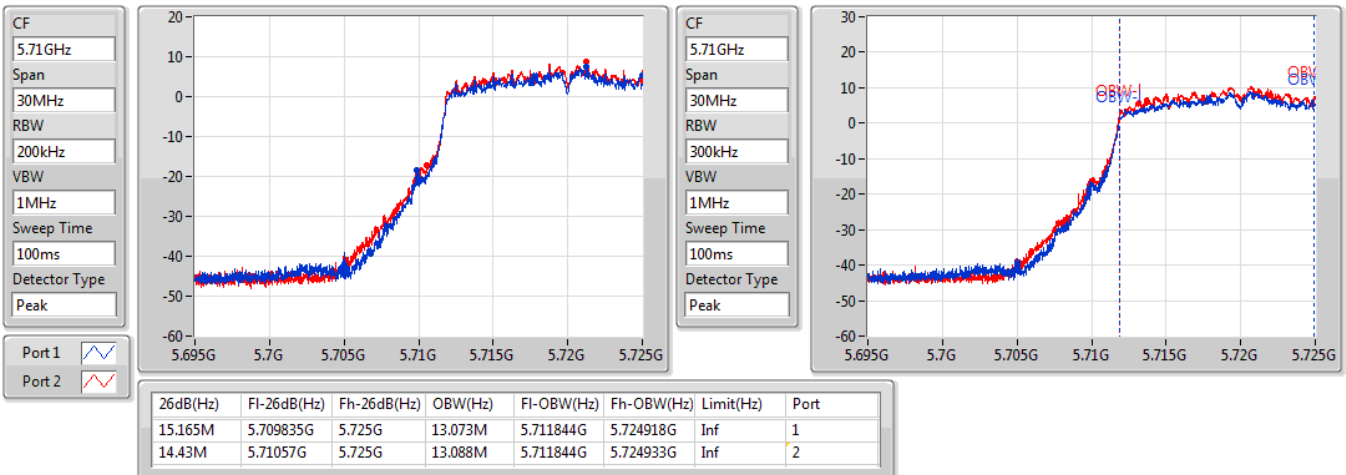 CF
5.71GHz
Span
30MHz
RBW
200kHz
VBW
1MHz
Sweep Time
100ms
Detector Type
Peak
20
10
0
-10
-20
-30
-40
-50
-60
5.695G 5.7G 5.705G 5.71G 5.715G 5.72G 5.725G
CF
5.71GHz
Span
30MHz
RBW
300kHz
VBW
1MHz
Sweep Time
100ms
Detector Type
Peak
30
20
10
0
-10
-20
-30
-40
-50
-60
OBW-
OBW-
OBW
OBW
5.695G 5.7G 5.705G 5.71G 5.715G 5.72G 5.725G
Port 1
Port 2
26dB(Hz) Fl-26dB(Hz) Fh-26dB(Hz) OBW(Hz) Fl-OBW(Hz) Fh-OBW(Hz) Limit(Hz) Port
15.165M 5.709835G 5.725G 13.073M 5.711844G 5.724918G Inf 1
14.43M 5.71057G 5.725G 13.088M 5.711844G 5.724933G Inf 2